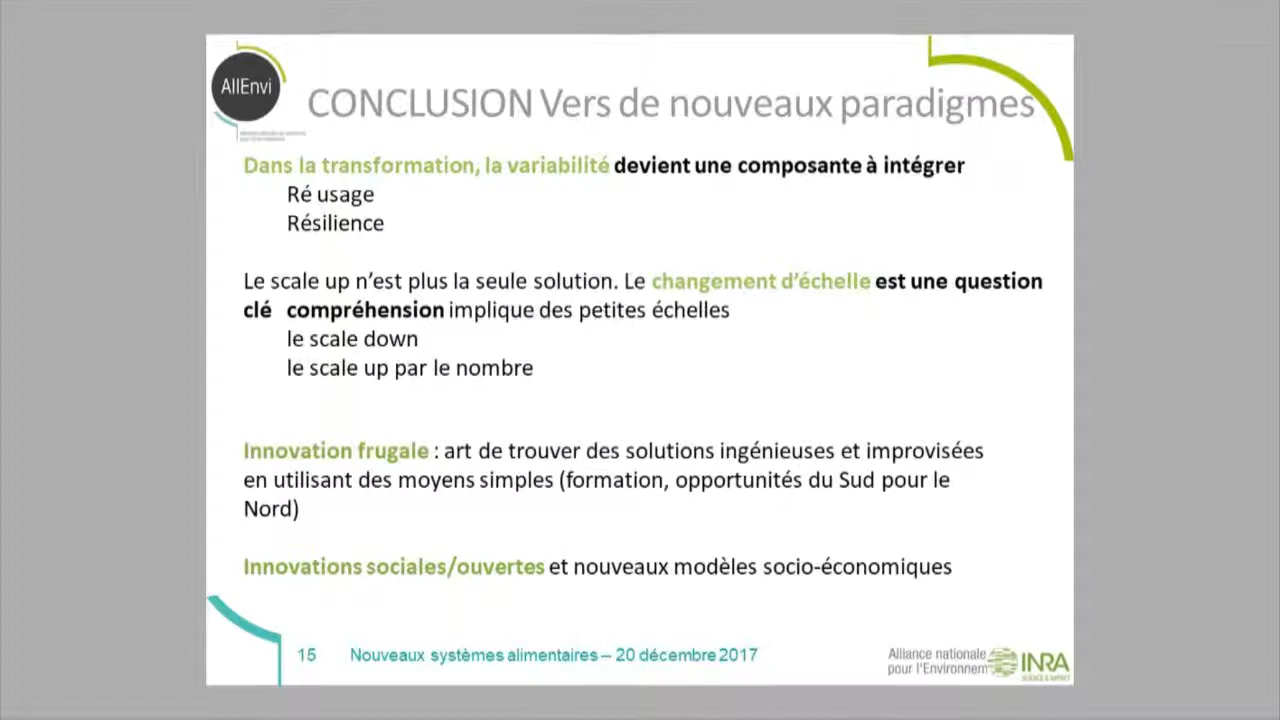 AllEnvi
CONCLUSION Vers de nouveaux paradigmes
Dans la transformation, la variabilité devient une composante à intégrer
Ré usage
Résilience
Le scale up n’est plus la seule solution. Le changement d’échelle est une question
clé compréhension implique des petites échelles
le scale down
le scale up par le nombre
Innovation frugale : art de trouver des solutions ingénieuses et improvisées
en utilisant des moyens simples (formation, opportunités du Sud pour le
Nord)
Innovations sociales/ouvertes et nouveaux modèles socio-économiques
15 Nouveaux systèmes alimentaires – 20 décembre 2017
Alliance nationale
pour l'Environnem
INRA
SCIENCE & IMPACT